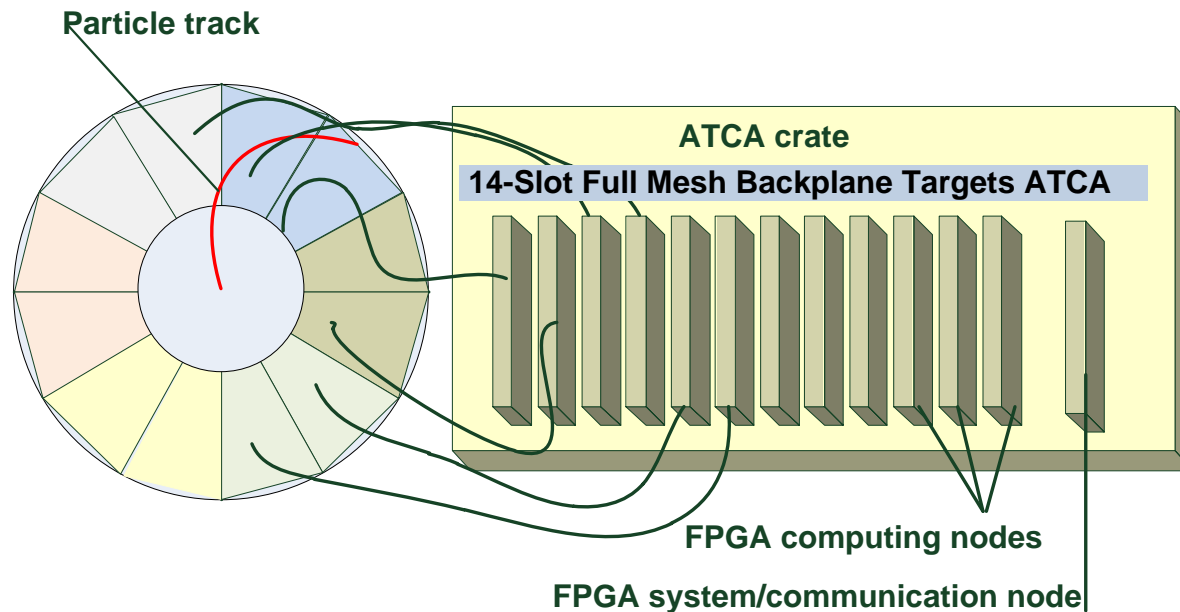 Particle track
ATCA crate
14-Slot Full Mesh Backplane Targets ATCA
FPGA computing nodes
FPGA system/communication node